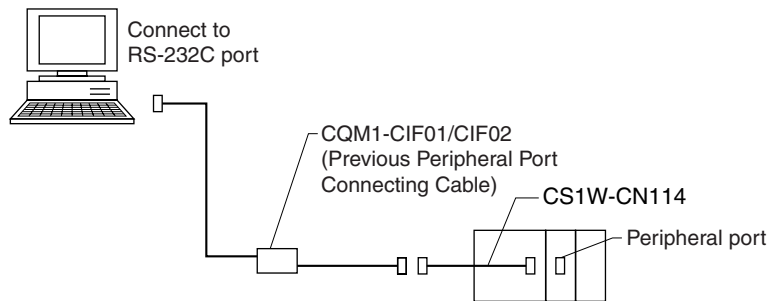 Connect to
RS-232C port
CQM1-CIF01/CIF02
(Previous Peripheral Port
Connecting Cable)
CS1W-CN114
Peripheral port